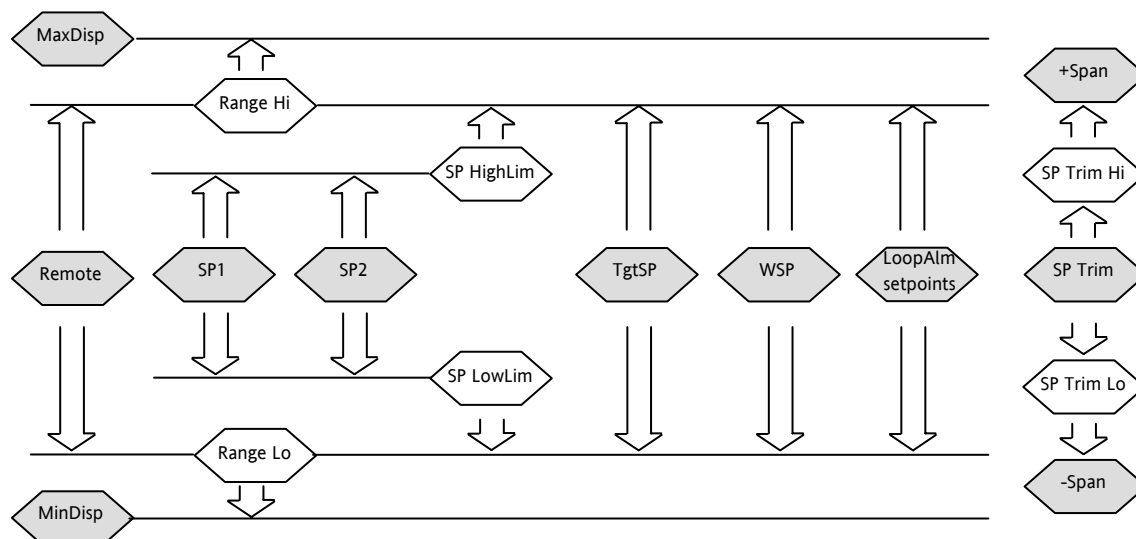 MaxDisp
+Span
Range Hi
SP HighLim
SP Trim Hi
Remote
SP1
SP2
TgtSP
WSP
LoopAlm
setpoints
SP Trim
SP LowLim
SP Trim Lo
Range Lo
-Span
MinDisp